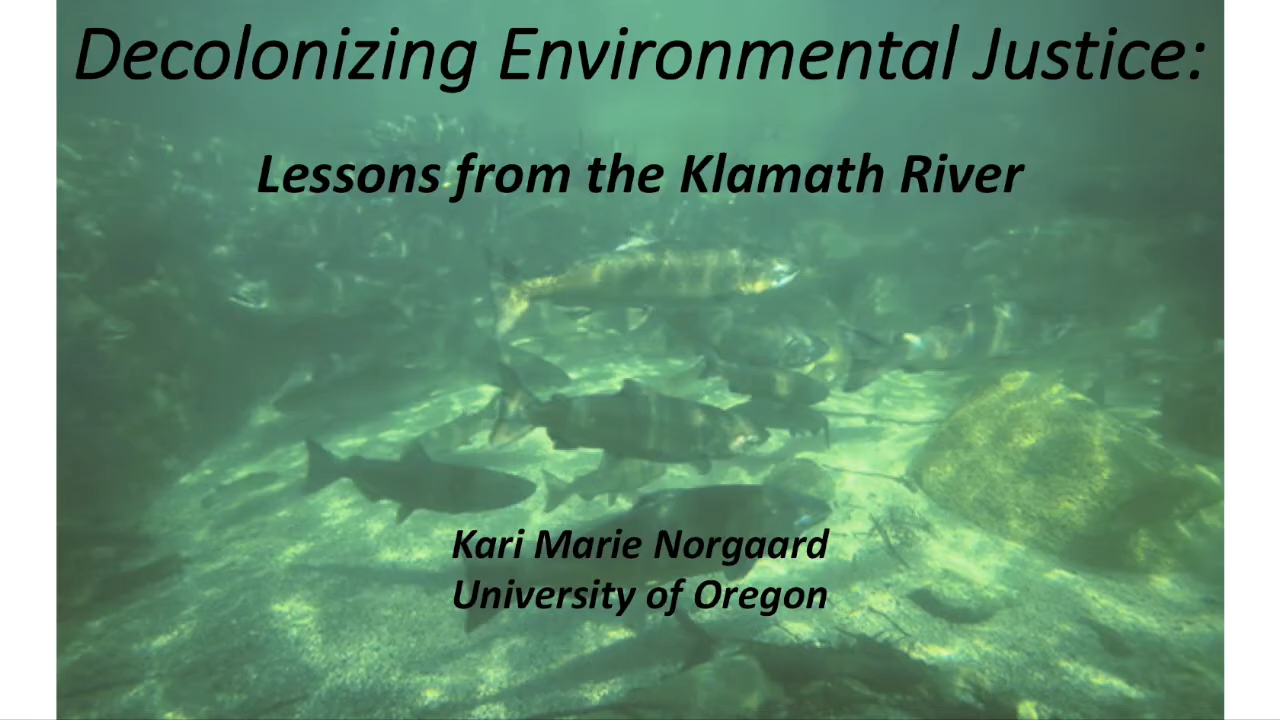 Decolonizing Environmental Justice:
Lessons from the Klamath River
Kari Marie Norgaard
University of Oregon